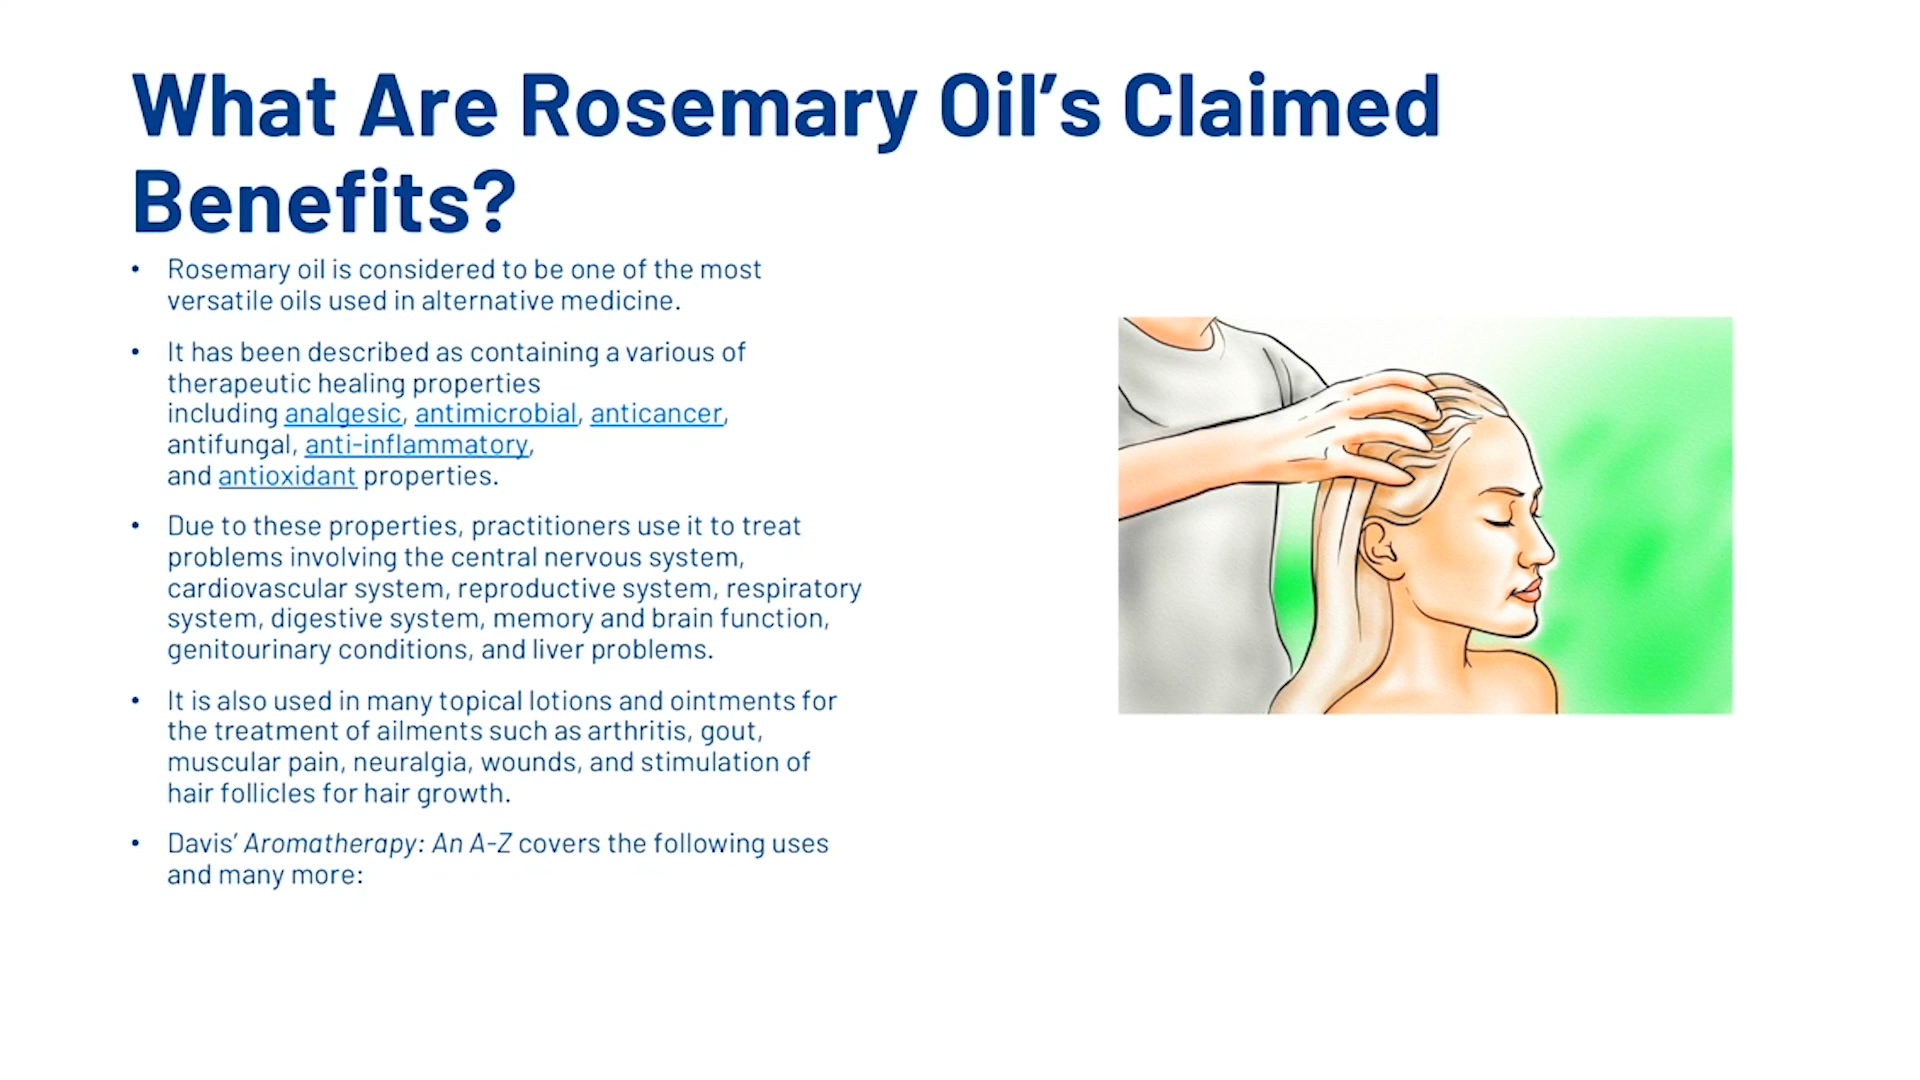 What Are Rosemary Oil’s Claimed
Benefits?
• Rosemary oil is considered to be one of the most
versatile oils used in alternative medicine.
• It has been described as containing a various of
therapeutic healing properties
including analgesic, antimicrobial, anticancer,
antifungal, anti-inflammatory,
and antioxidant properties.
• Due to these properties, practitioners use it to treat
problems involving the central nervous system,
cardiovascular system, reproductive system, respiratory
system, digestive system, memory and brain function,
genitourinary conditions, and liver problems.
• It is also used in many topical lotions and ointments for
the treatment of ailments such as arthritis, gout,
muscular pain, neuralgia, wounds, and stimulation of
hair follicles for hair growth.
• Davis’ Aromatherapy: An A-Z covers the following uses
and many more: